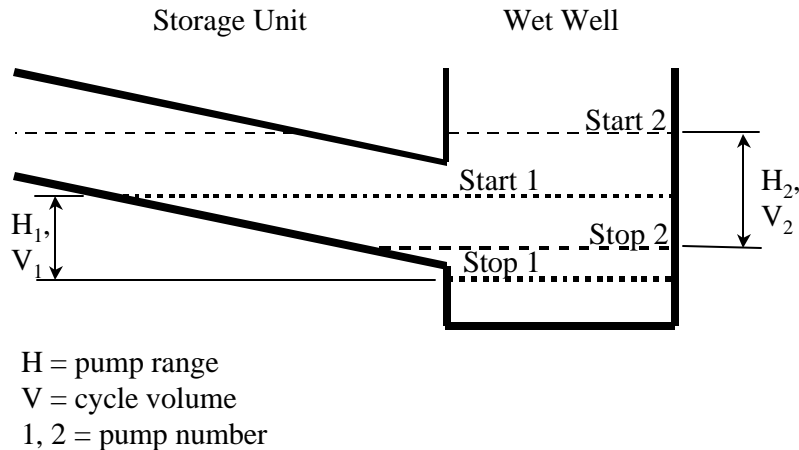 Storage Unit
Wet Well
Start 2
Start 1
H₁,
V₁
H₂,
V₂
Stop 2
Stop 1
H = pump range
V = cycle volume
1, 2 = pump number